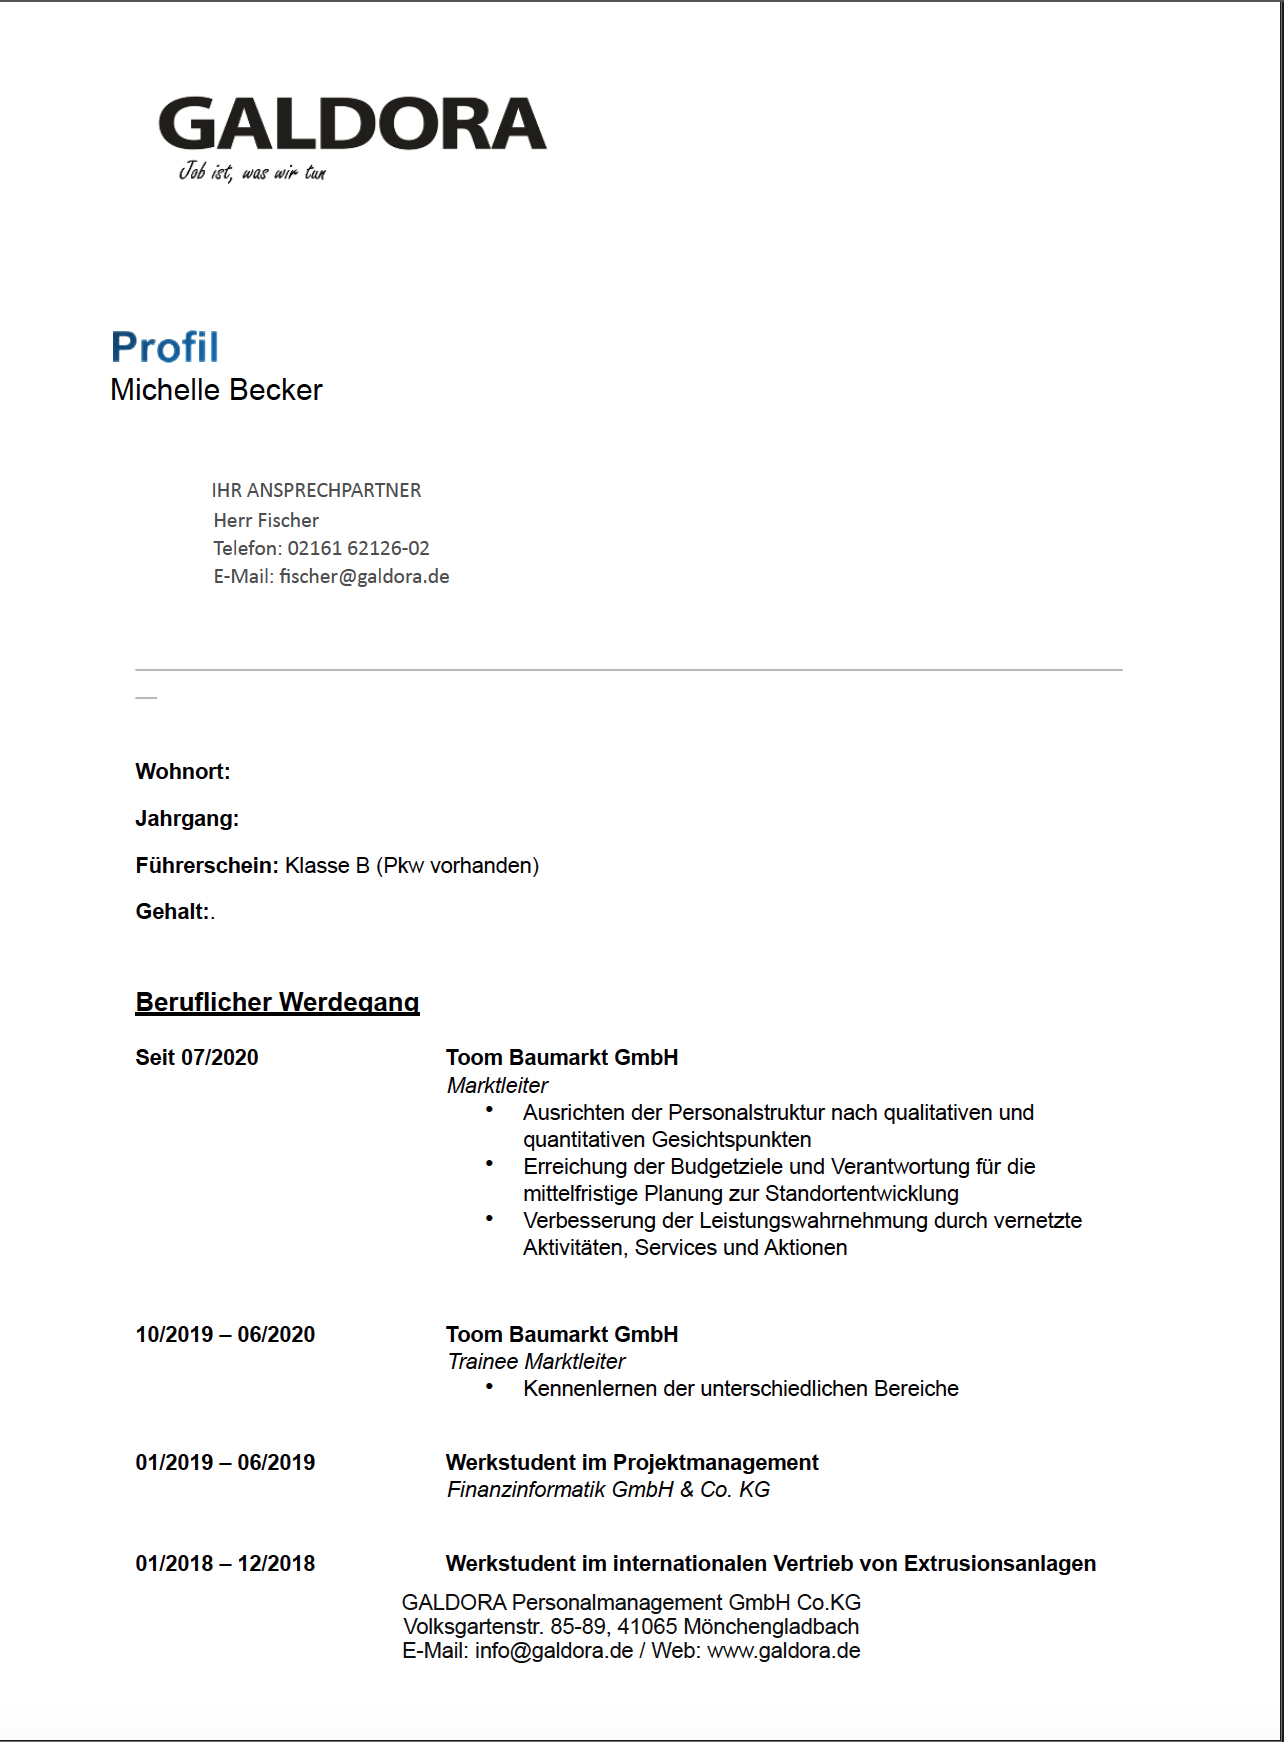 GALDORA
Job ist, was wir tun
Profil
Michelle Becker
IHR ANSPRECHPARTNER
Herr Fischer
Telefon: 02161 62126-02
E-Mail: fischer@galdora.de
Wohnort:
Jahrgang:
Führerschein: Klasse B (Pkw vorhanden)
Gehalt:.
Beruflicher Werdegang
Seit 07/2020 Toom Baumarkt GmbH
Marktleiter
• Ausrichten der Personalstruktur nach qualitativen und
quantitativen Gesichtspunkten
• Erreichung der Budgetziele und Verantwortung für die
mittelfristige Planung zur Standortentwicklung
• Verbesserung der Leistungswahrnehmung durch vernetzte
Aktivitäten, Services und Aktionen
10/2019 – 06/2020 Toom Baumarkt GmbH
Trainee Marktleiter
• Kennenlernen der unterschiedlichen Bereiche
01/2019 – 06/2019 Werkstudent im Projektmanagement
Finanzinformatik GmbH & Co. KG
01/2018 – 12/2018 Werkstudent im internationalen Vertrieb von Extrusionsanlagen
GALDORA Personalmanagement GmbH Co.KG
Volksgartenstr. 85-89, 41065 Mönchengladbach
E-Mail: info@galdora.de / Web: www.galdora.de